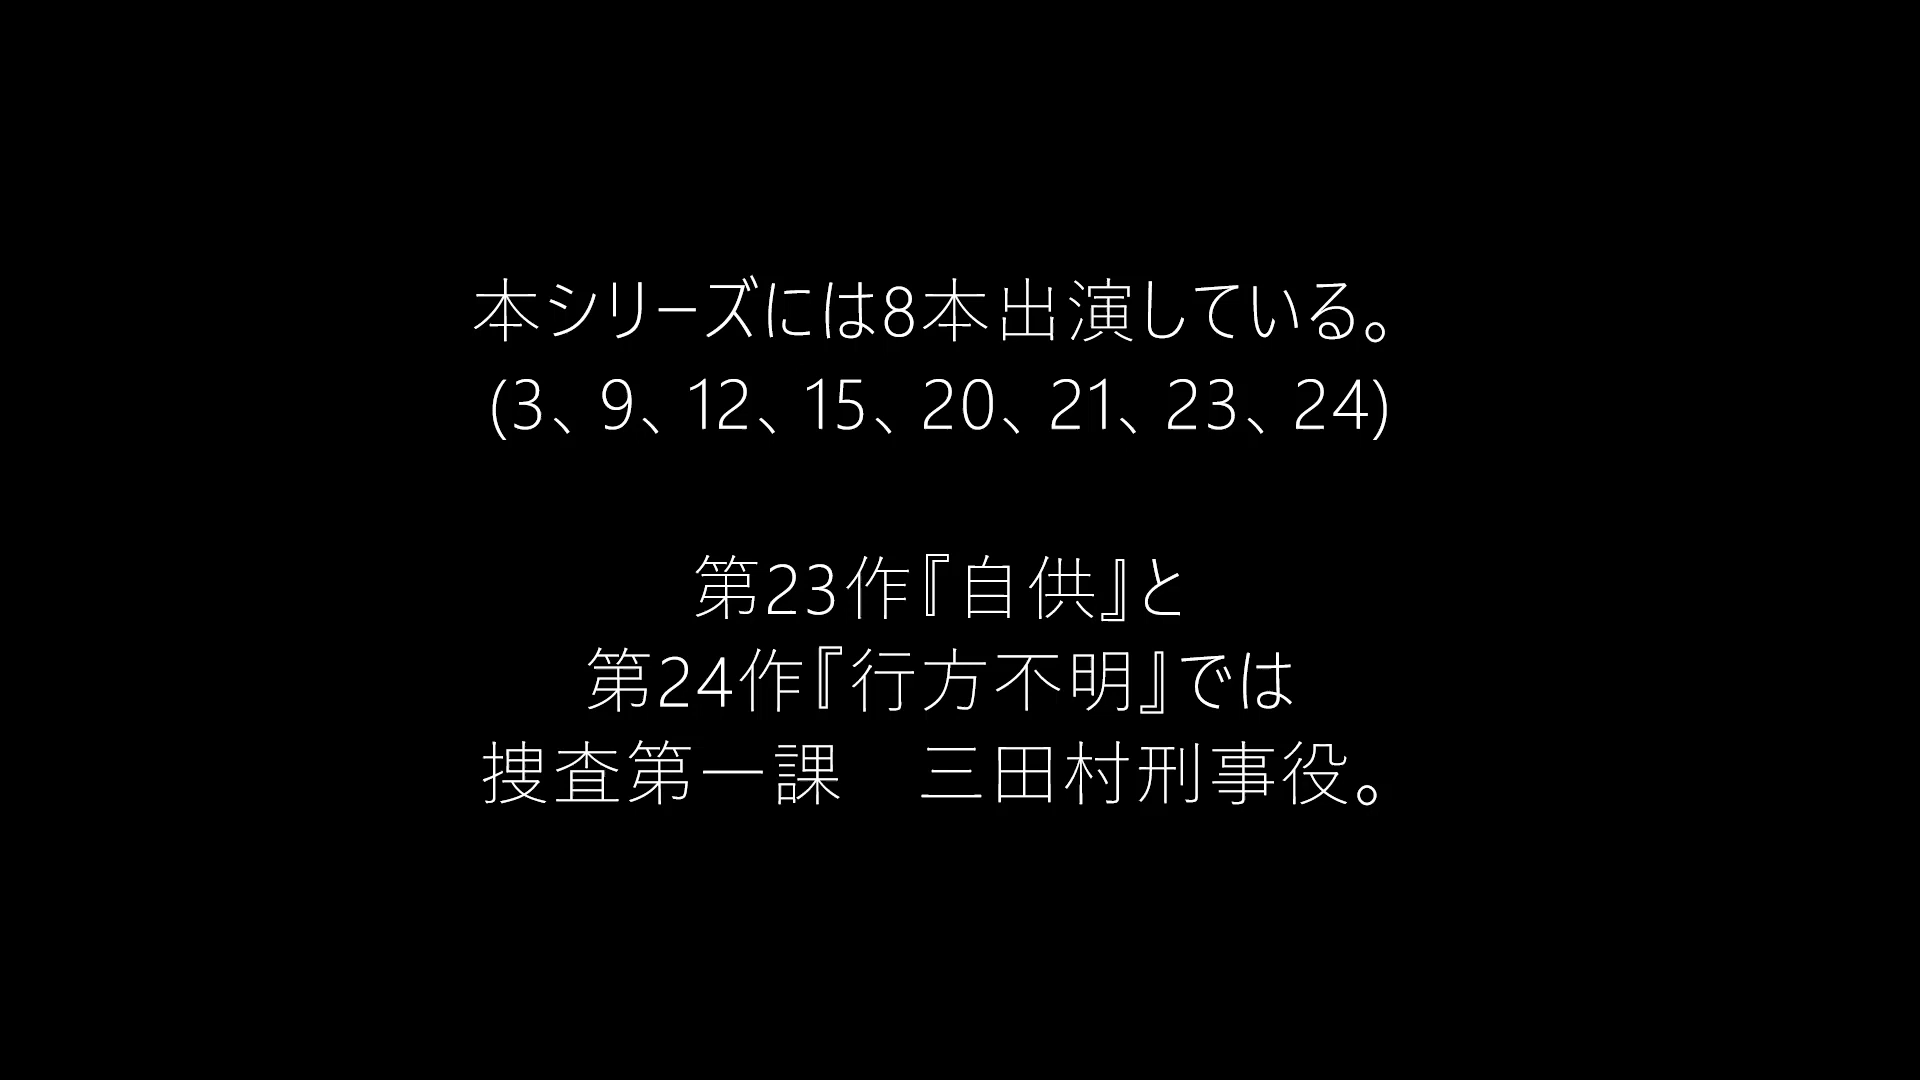 本シリーズには8本出演している。
(3、9、12、15、20、21、23、24)
第23作『自供』と
第24作『行方不明』では
捜査第一課　三田村刑事役。